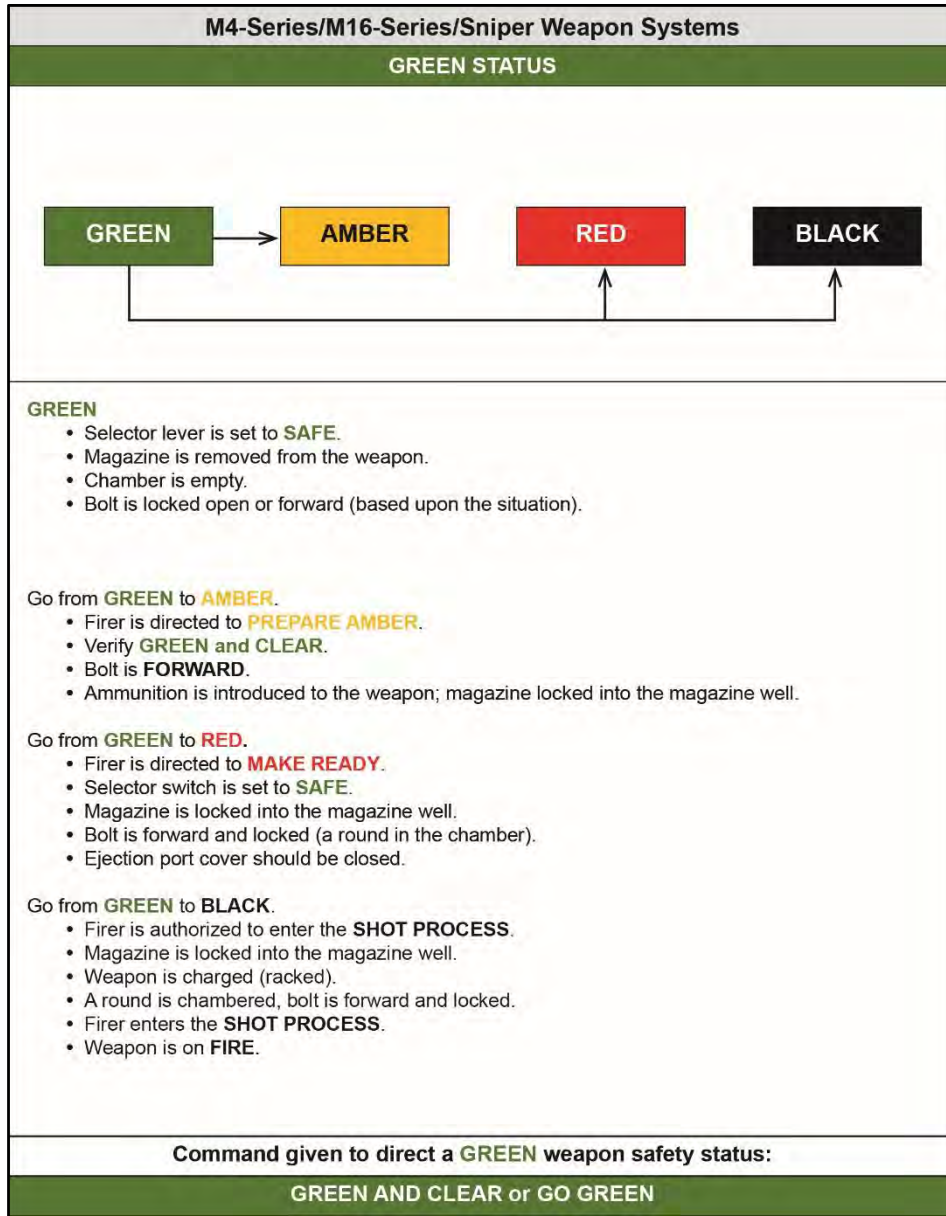 M4-Series/M16-Series/Sniper Weapon Systems
GREEN STATUS
GREEN AMBER RED BLACK
GREEN
• Selector lever is set to SAFE.
• Magazine is removed from the weapon.
• Chamber is empty.
• Bolt is locked open or forward (based upon the situation).
Go from GREEN to AMBER.
• Firer is directed to PREPARE AMBER.
• Verify GREEN and CLEAR.
• Bolt is FORWARD.
• Ammunition is introduced to the weapon; magazine locked into the magazine well.
Go from GREEN to RED.
• Firer is directed to MAKE READY.
• Selector switch is set to SAFE.
• Magazine is locked into the magazine well.
• Bolt is forward and locked (a round in the chamber).
• Ejection port cover should be closed.
Go from GREEN to BLACK.
• Firer is authorized to enter the SHOT PROCESS.
• Magazine is locked into the magazine well.
• Weapon is charged (racked).
• A round is chambered, bolt is forward and locked.
• Firer enters the SHOT PROCESS.
• Weapon is on FIRE.
Command given to direct a GREEN weapon safety status:
GREEN AND CLEAR or GO GREEN